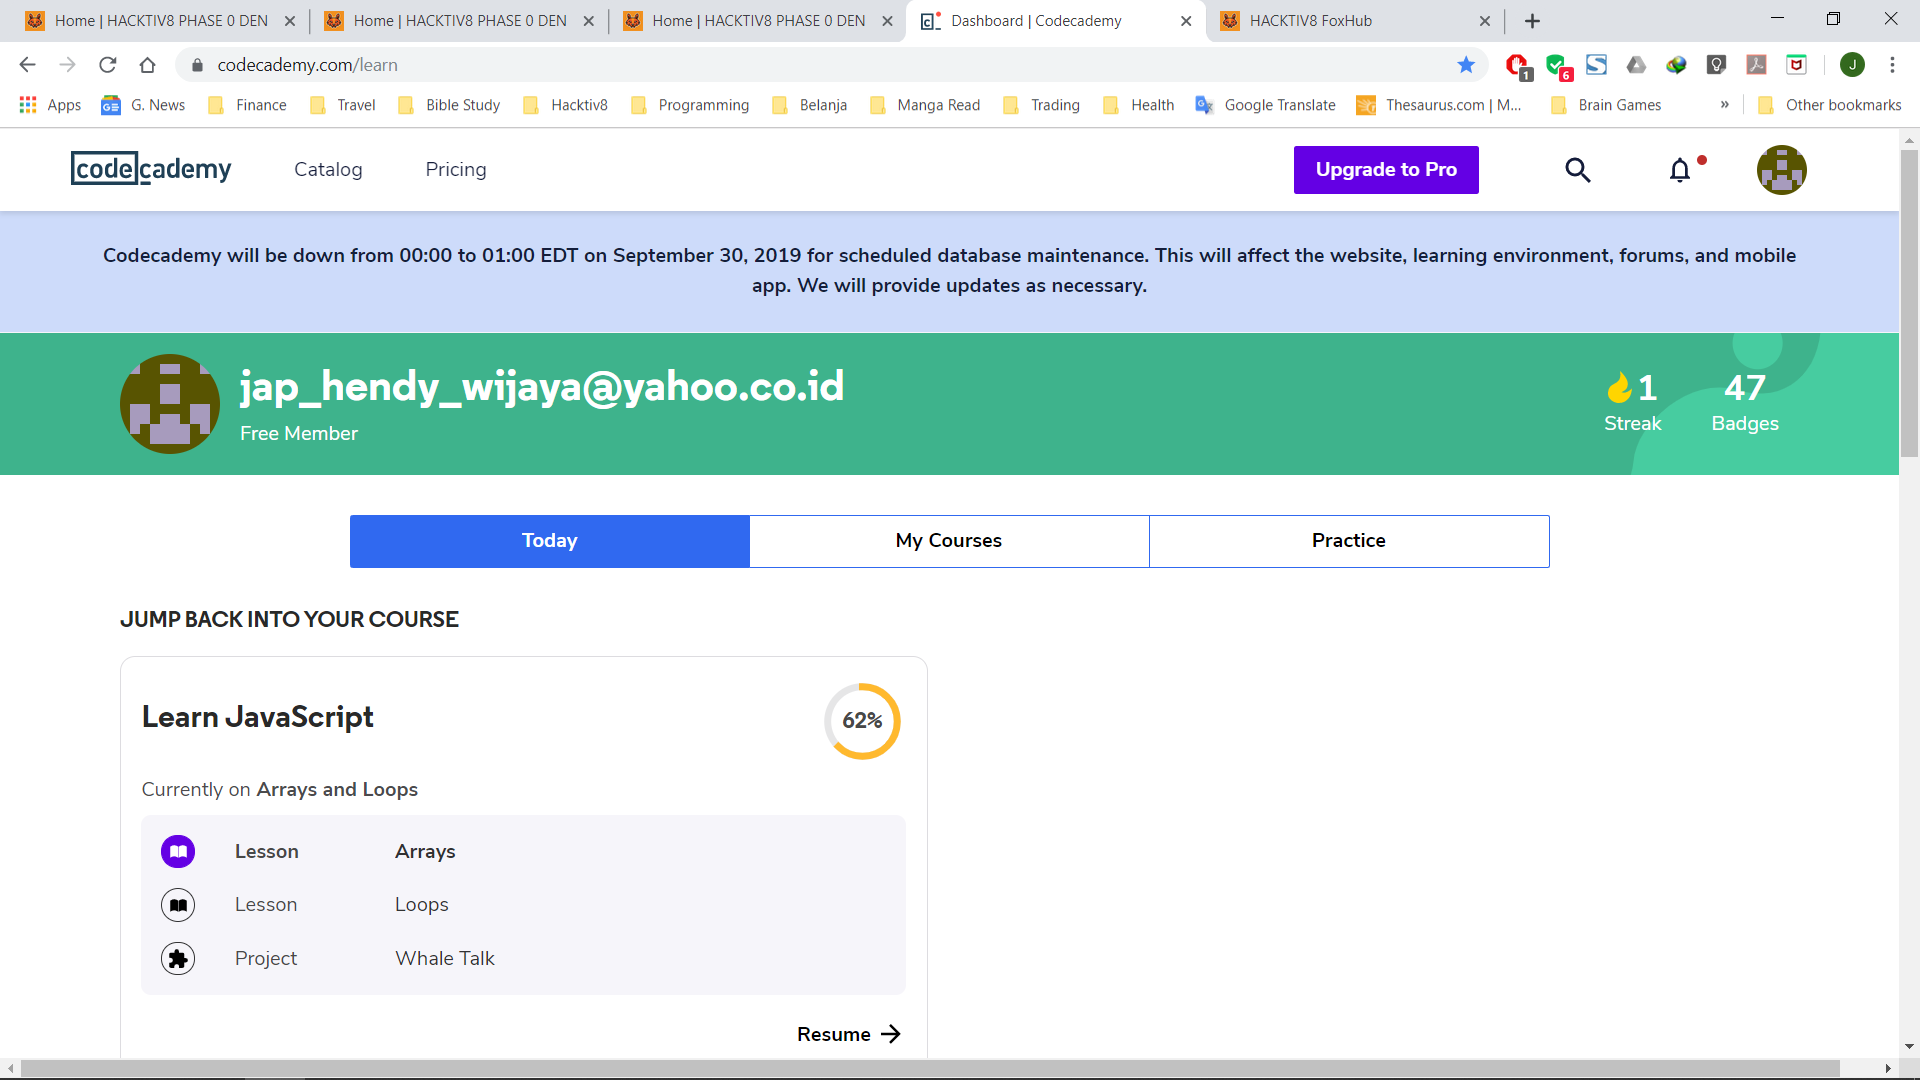 Home | HACKTIV8 PHASE 0 DEN
Home | HACKTIV8 PHASE 0 DEN
Home | HACKTIV8 PHASE 0 DEN
Dashboard | Codecademy
HACKTIV8 FoxHub
codecademy.com/learn
1
6
J
Apps
G. News
Finance
Travel
Bible Study
Hacktiv8
Programming
Belanja
Manga Read
Trading
Health
Google Translate
Thesaurus.com | M...
Brain Games
»
Other bookmarks
codecademy
Catalog
Pricing
Upgrade to Pro
Codecademy will be down from 00:00 to 01:00 EDT on September 30, 2019 for scheduled database maintenance. This will affect the website, learning environment, forums, and mobile
app. We will provide updates as necessary.
jap_hendy_wijaya@yahoo.co.id
Free Member
1
Streak
47
Badges
Today
My Courses
Practice
JUMP BACK INTO YOUR COURSE
Learn JavaScript
62%
Currently on Arrays and Loops
Lesson Arrays
Lesson Loops
Project Whale Talk
Resume